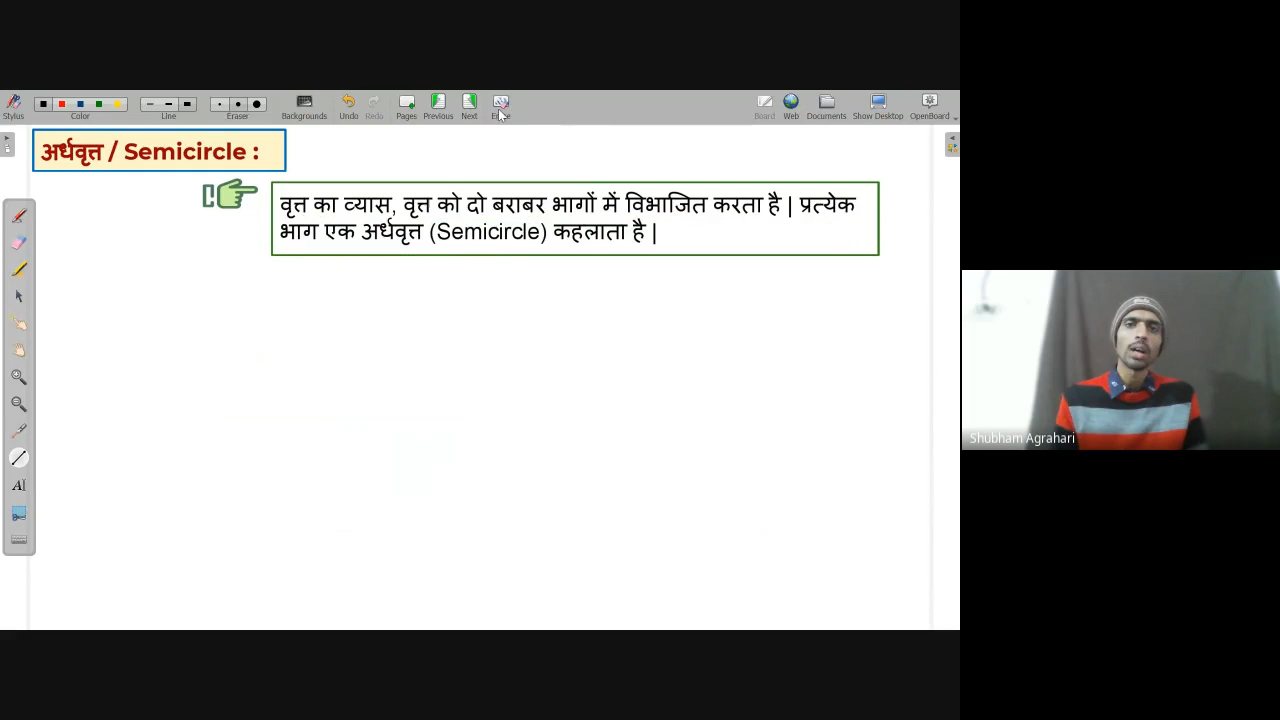 Stylus
Color
Line
Eraser
Backgrounds
Undo
Redo
Pages
Previous
Next
Board
Web
Documents
Show Desktop
OpenBoard
अर्धवृत्त / Semicircle :
वृत्त का व्यास, वृत्त को दो बराबर भागों में विभाजित करता है | प्रत्येक
भाग एक अर्धवृत्त (Semicircle) कहलाता है |
Shubham Agrahari